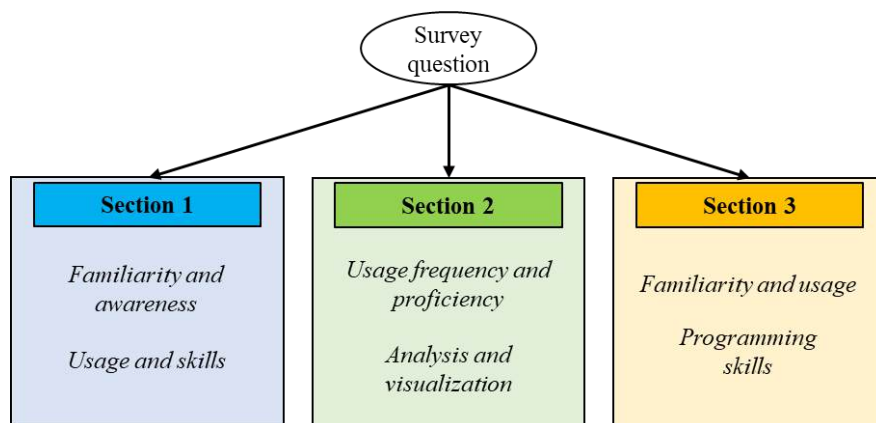 Survey
question
Section 1
Familiarity and
awareness
Usage and skills
Section 2
Usage frequency and
proficiency
Analysis and
visualization
Section 3
Familiarity and usage
Programming
skills